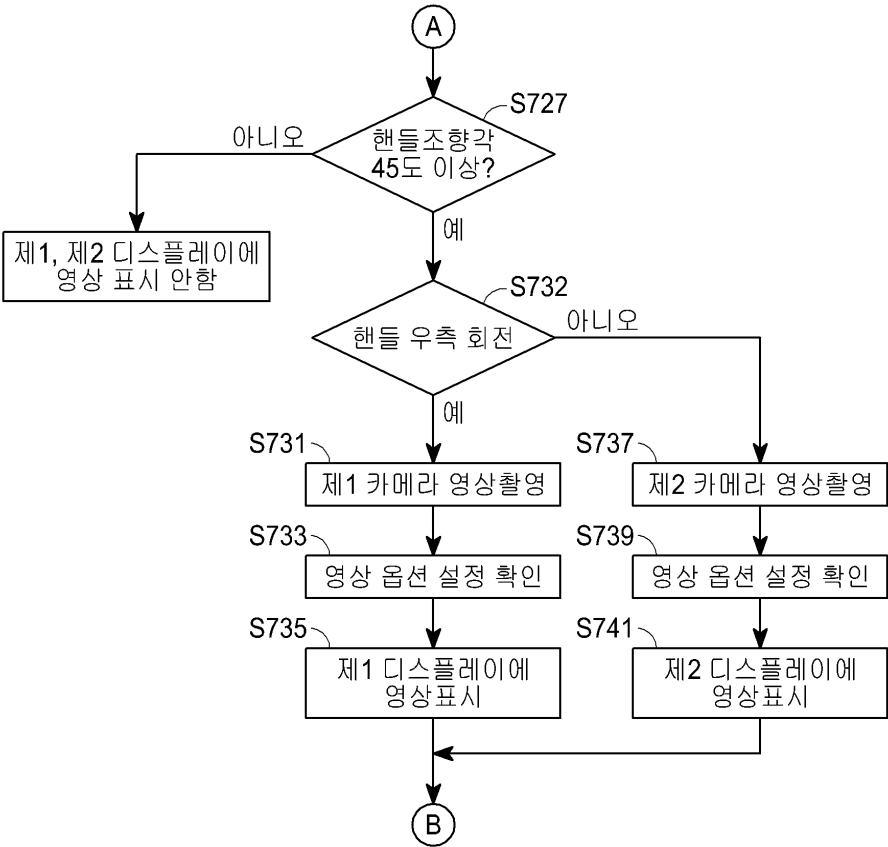 A
S727
핸들조향각
45도 이상?
아니오
예
제1, 제2 디스플레이에
영상 표시 안함
S732
핸들 우측 회전
아니오
예
S731
제1 카메라 영상촬영
S737
제2 카메라 영상촬영
S733
영상 옵션 설정 확인
S739
영상 옵션 설정 확인
S735
제1 디스플레이에
영상표시
S741
제2 디스플레이에
영상표시
B